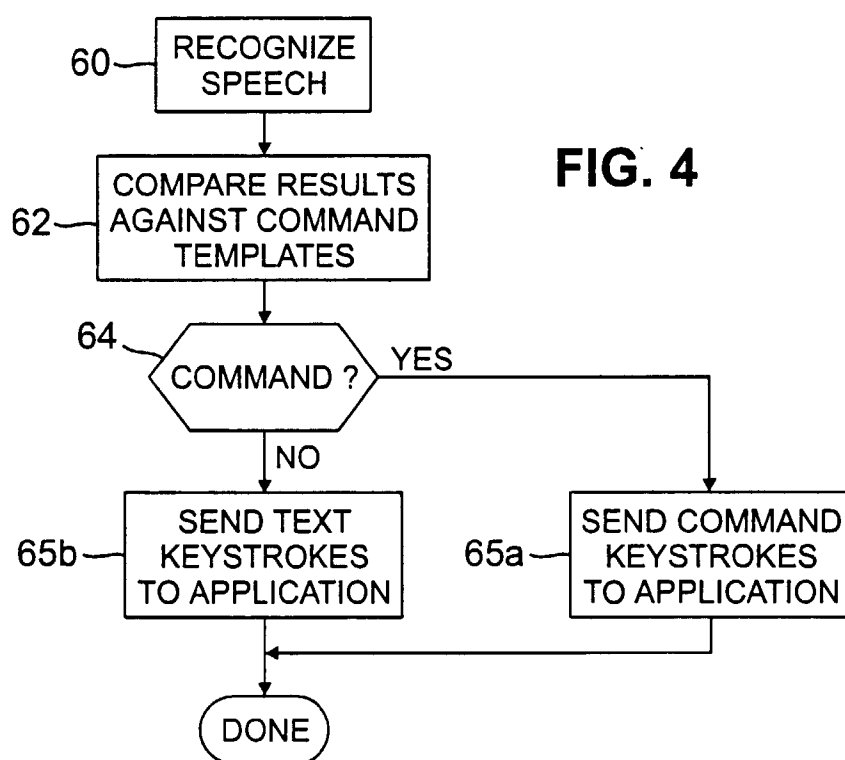 60
RECOGNIZE
SPEECH
FIG. 4
62
COMPARE RESULTS
AGAINST COMMAND
TEMPLATES
64
COMMAND ?
YES
NO
65b
SEND TEXT
KEYSTROKES
TO APPLICATION
65a
SEND COMMAND
KEYSTROKES
TO APPLICATION
DONE